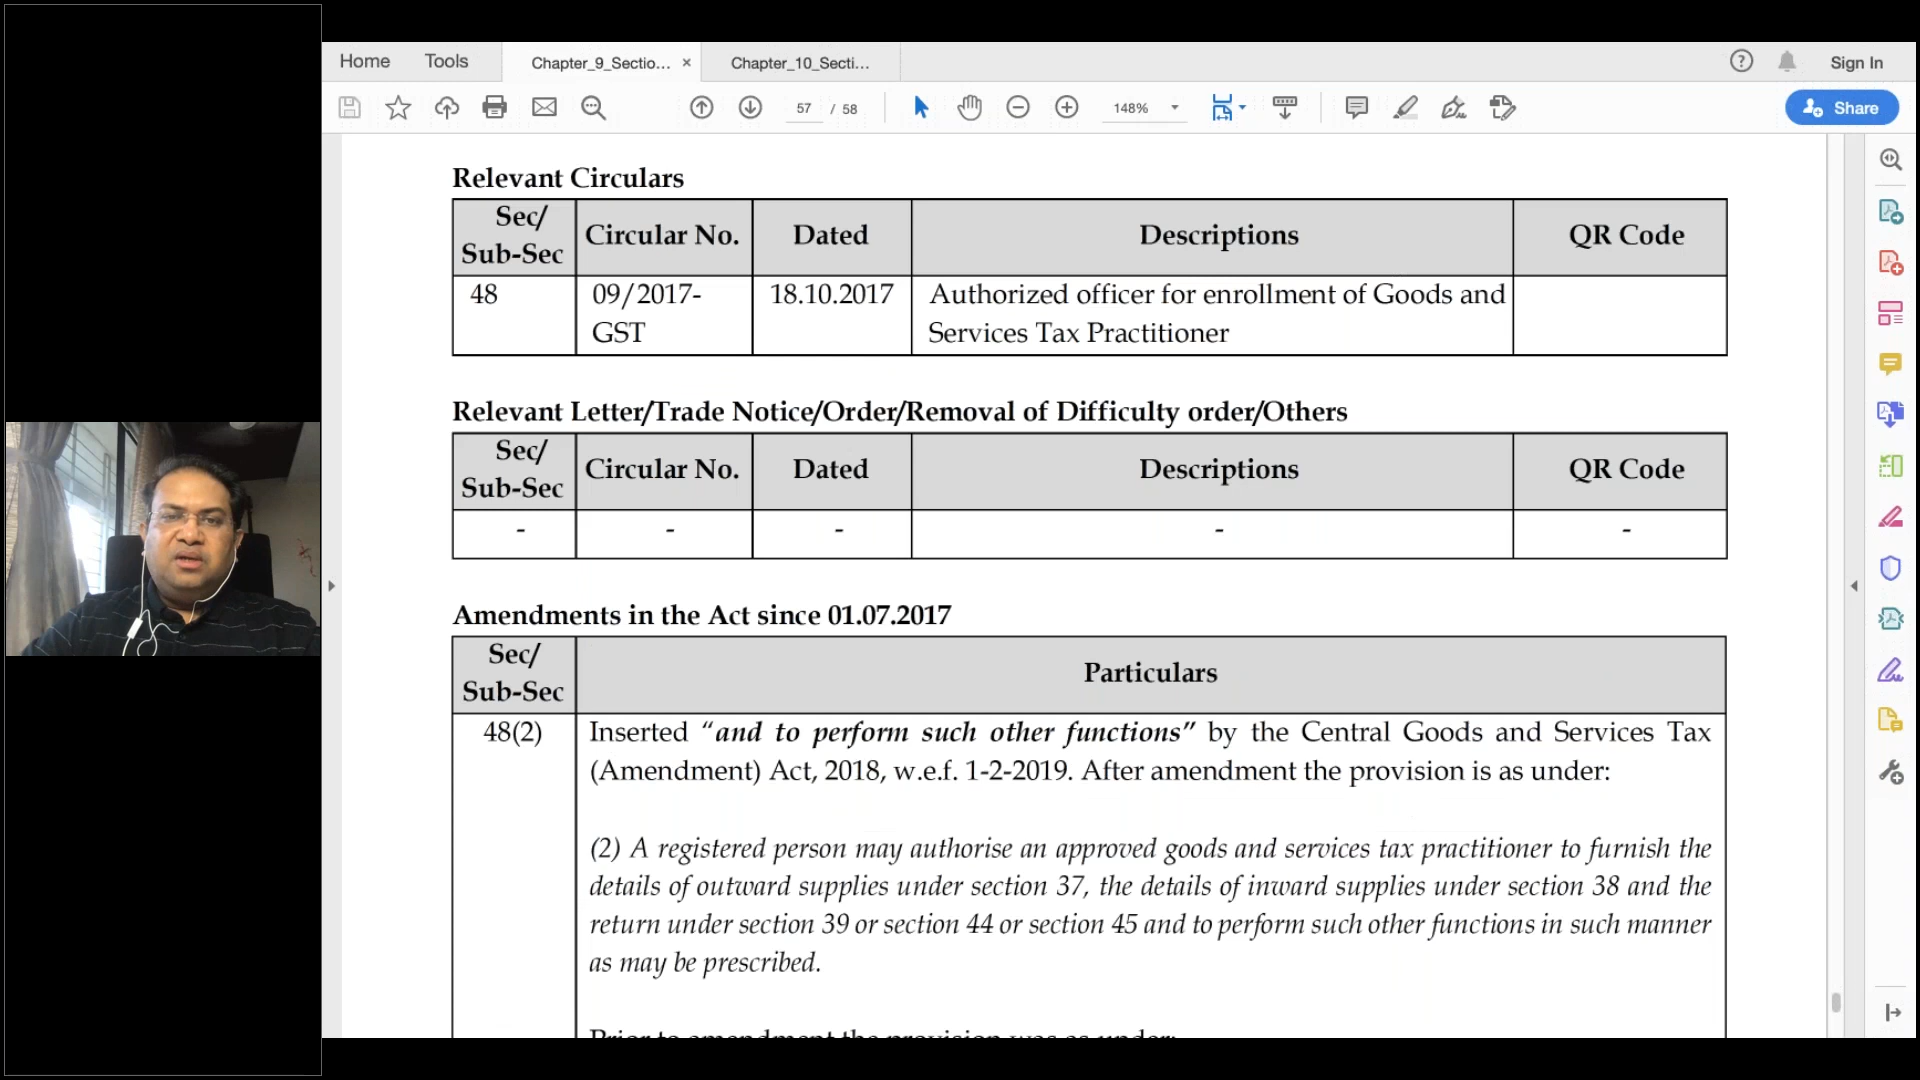 Home Tools Chapter_9_Sectio... × Chapter_10_Secti... Sign In
57 / 58 148% Share
Relevant Circulars
Sec/
Sub-Sec Circular No. Dated Descriptions QR Code
48 09/2017- 18.10.2017 Authorized officer for enrollment of Goods and
GST Services Tax Practitioner
Relevant Letter/Trade Notice/Order/Removal of Difficulty order/Others
Sec/
Sub-Sec Circular No. Dated Descriptions QR Code
- - - - -
Amendments in the Act since 01.07.2017
Sec/
Sub-Sec Particulars
48(2) Inserted “and to perform such other functions” by the Central Goods and Services Tax
(Amendment) Act, 2018, w.e.f. 1-2-2019. After amendment the provision is as under:
(2) A registered person may authorise an approved goods and services tax practitioner to furnish the
details of outward supplies under section 37, the details of inward supplies under section 38 and the
return under section 39 or section 44 or section 45 and to perform such other functions in such manner
as may be prescribed.
Prior to amendment the provision was as under: